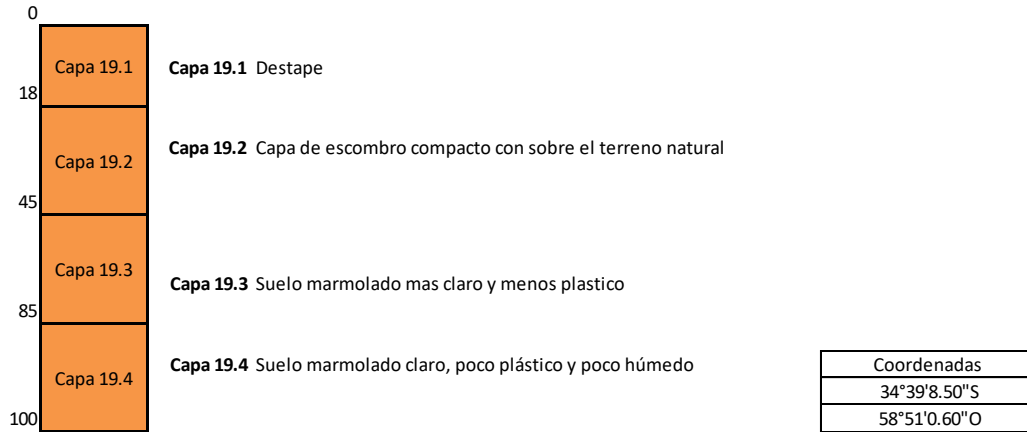 0
Capa 19.1
Capa 19.1 Destape
18
Capa 19.2 Capa de escombro compacto con sobre el terreno natural
Capa 19.2
45
Capa 19.3
Capa 19.3 Suelo marmolado mas claro y menos plastico
85
Capa 19.4 Suelo marmolado claro, poco plástico y poco húmedo
Capa 19.4
100
Coordenadas
34°39'8.50"S
58°51'0.60"O